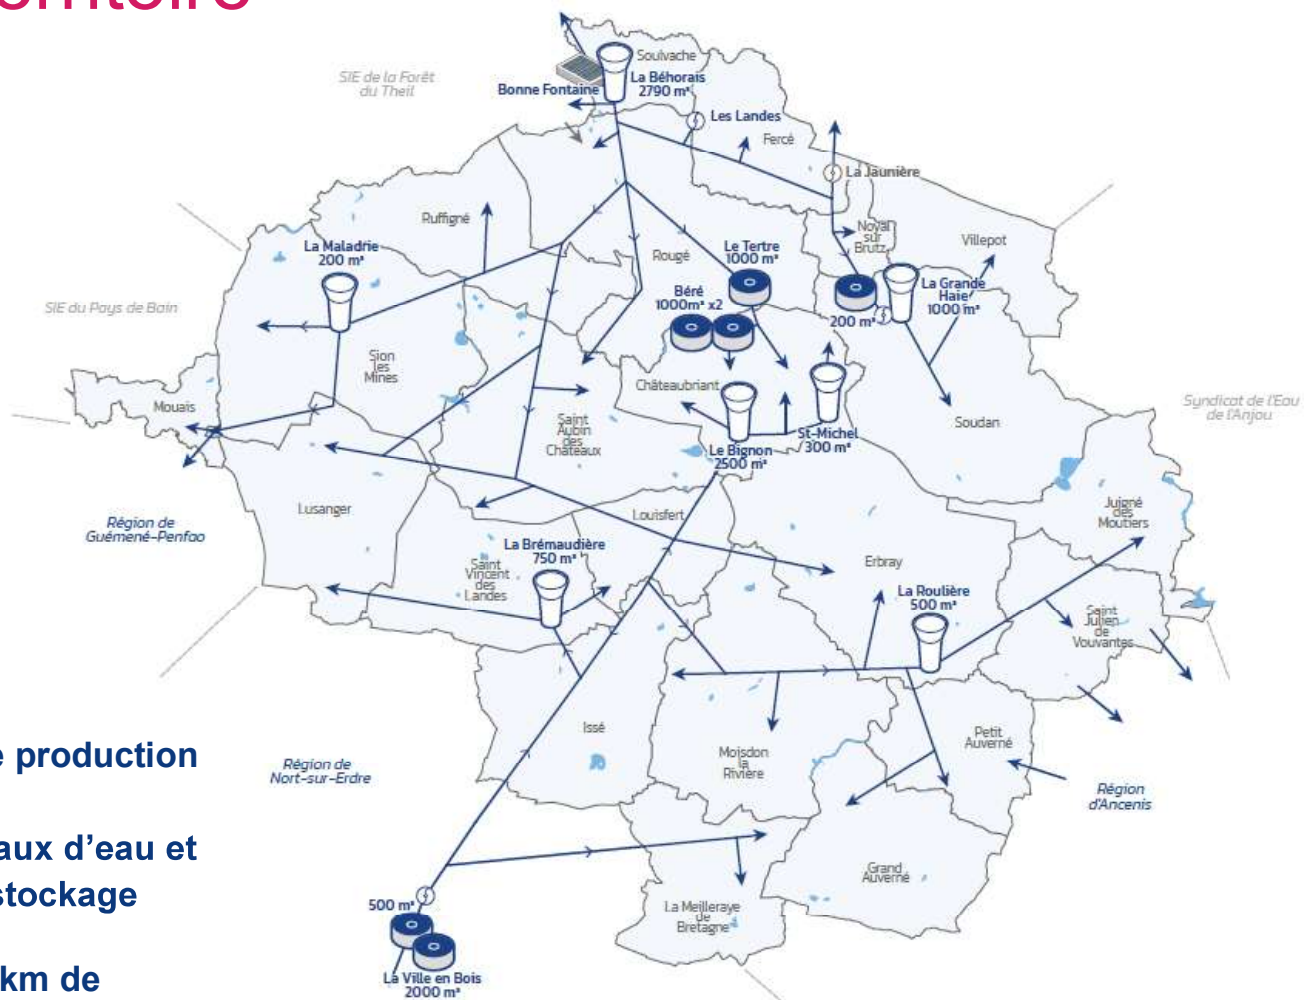 erritoire
SIE de la Forêt
du Theil
Soulvache
La Béhorais
2790 m³
Bonne Fontaine
Les Landes
Fercé
La Jaunière
Ruffigné
La Maladrie
200 m³
Rougé
Le Tertre
1000 m³
Noyal
sur
Brutz
Villepot
SIE du Pays de Bain
Béré
1000m³ x2
La Grande
Haie
1000 m³
200 m³
Sion
les
Mines
Châteaubriant
Mouais
Saint
Aubin
des
Châteaux
Soudan
Syndicat de l'Eau
de l'Anjou
St-Michel
300 m³
Le Bignon
2500 m³
Lusanger
Louisfert
Juigné
des
Moutiers
Région de
Guémené-Penfao
La Brémaudière
750 m³
Saint
Vincent
des
Landes
Erbray
La Roulière
500 m³
Saint
Julien
de
Vouvantes
Issé
Moisdon
la
Rivière
Petit
Auverné
e production
Région de
Nort-sur-Erdre
Région
d'Ancenis
aux d'eau et
stockage
Grand
Auverné
500 m³
La Meilleraye
de
Bretagne
km de
La Ville en Bois
2000 m³